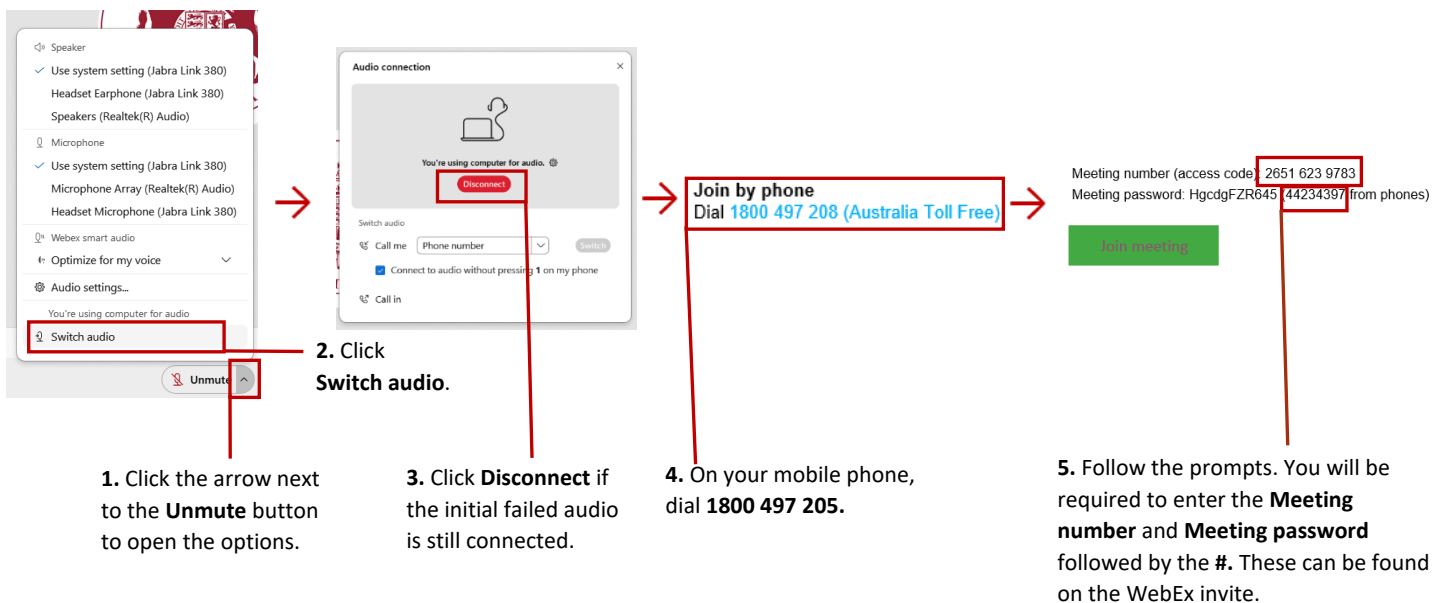 Speaker
Use system setting (Jabra Link 380)
Headset Earphone (Jabra Link 380)
Speakers (Realtek(R) Audio)
Microphone
Use system setting (Jabra Link 380)
Microphone Array (Realtek(R) Audio)
Headset Microphone (Jabra Link 380)
Webex smart audio
Optimize for my voice
Audio settings...
You're using computer for audio
Switch audio
Unmute
Audio connection
You're using computer for audio.
Disconnect
Switch audio
Call me Phone number Switch
Connect to audio without pressing 1 on my phone
Call in
Join by phone
Dial 1800 497 208 (Australia Toll Free)
Meeting number (access code): 2651 623 9783
Meeting password: HgcdgFZR645 (44234397 from phones)
Join meeting
1. Click the arrow next
to the Unmute button
to open the options.
2. Click
Switch audio.
3. Click Disconnect if
the initial failed audio
is still connected.
4. On your mobile phone,
dial 1800 497 205.
5. Follow the prompts. You will be
required to enter the Meeting
number and Meeting password
followed by the #. These can be found
on the WebEx invite.